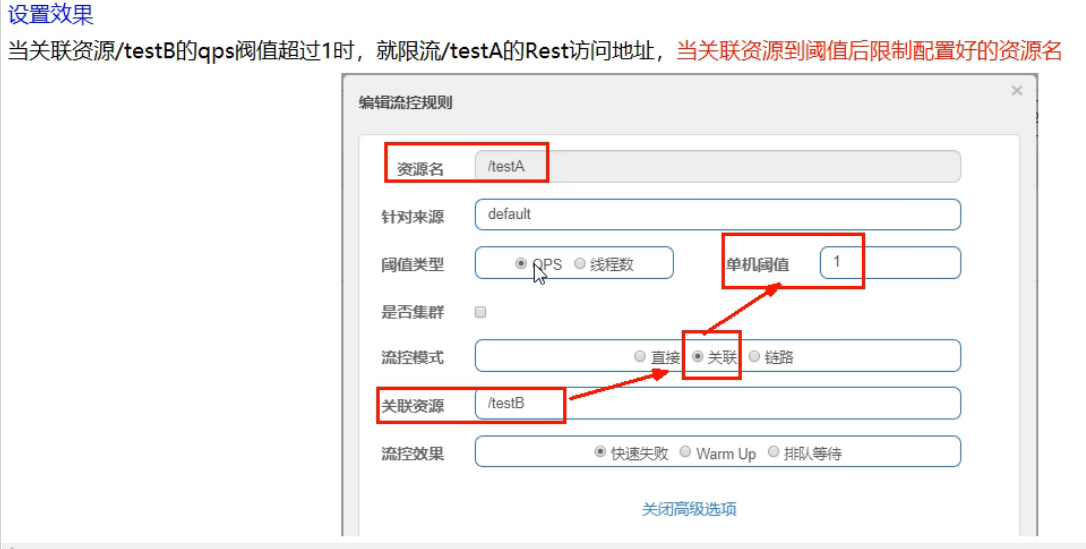 设置效果
当关联资源/testB的qps阀值超过1时，就限流/testA的Rest访问地址，当关联资源到阈值后限制配置好的资源名
编辑流控规则 ×
资源名 /testA
针对来源 default
阈值类型 QPS 线程数 单机阈值 1
是否集群
流控模式 直接 关联 链路
关联资源 /testB
流控效果 快速失败 Warm Up 排队等待
关闭高级选项